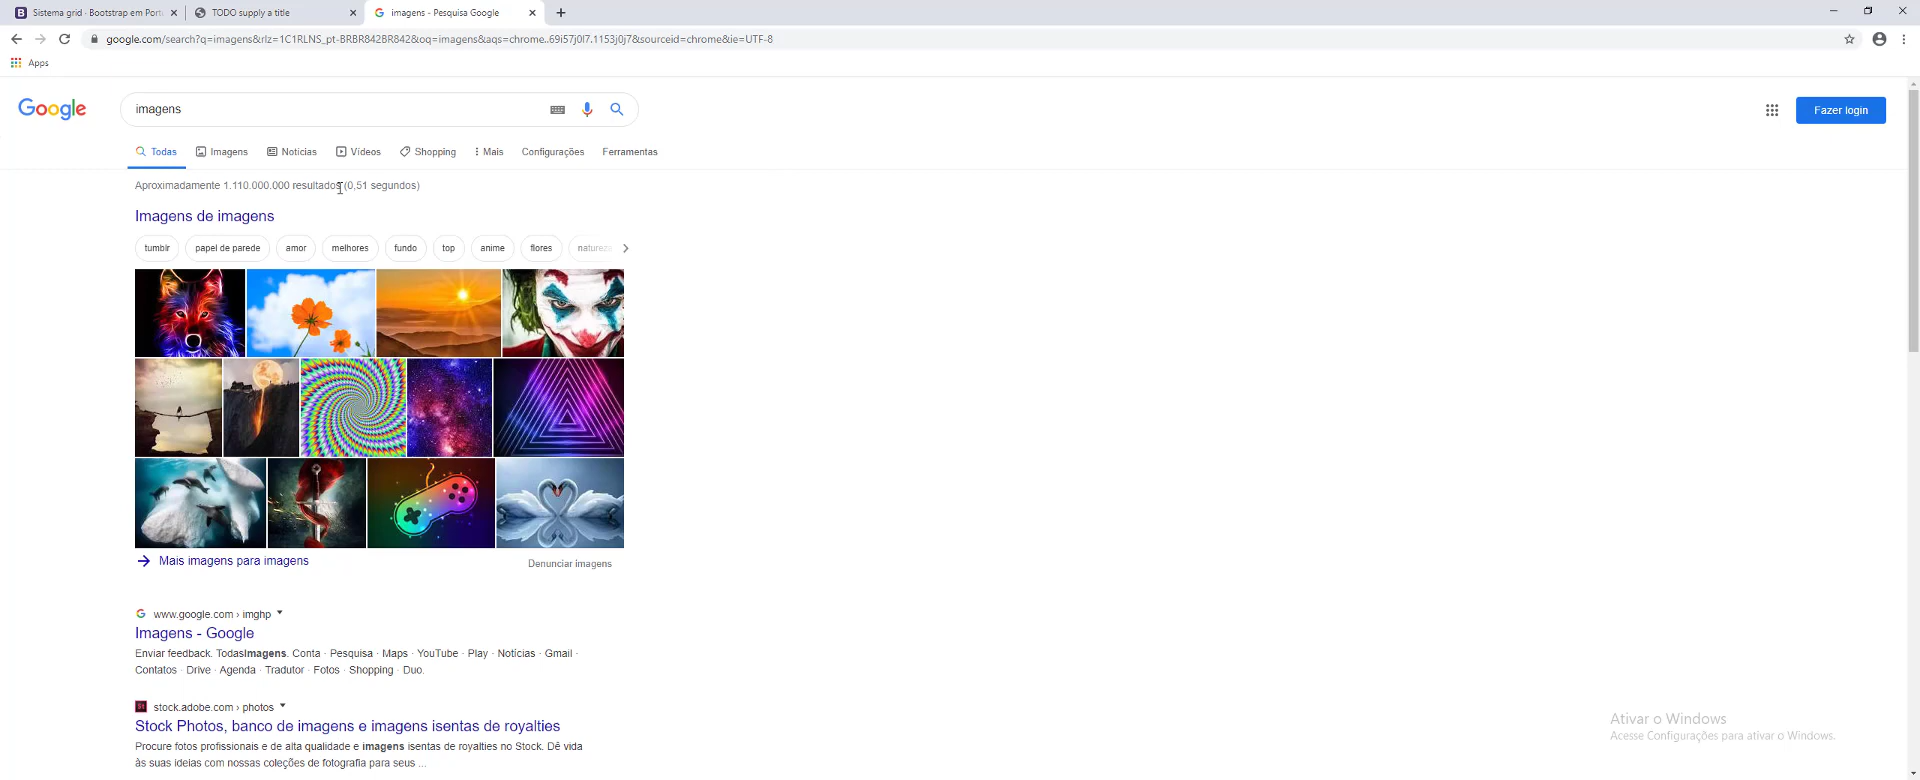 Sistema grid · Bootstrap em Port
TODO supply a title
imagens - Pesquisa Google
google.com/search?q=imagens&rlz=1C1RLNS_pt-BRBR842BR842&oq=imagens&aqs=chrome..69i57j0l7.1153j0j7&sourceid=chrome&ie=UTF-8
Apps
Google
imagens
Fazer login
Todas Imagens Notícias Vídeos Shopping Mais Configurações Ferramentas
Aproximadamente 1.110.000.000 resultados (0,51 segundos)
Imagens de imagens
tumblr papel de parede amor melhores fundo top anime flores natureza
Mais imagens para imagens
Denunciar imagens
www.google.com › imghp
Imagens - Google
Enviar feedback. TodasImagens. Conta · Pesquisa · Maps · YouTube · Play · Notícias · Gmail ·
Contatos · Drive · Agenda · Tradutor · Fotos · Shopping · Duo.
St stock.adobe.com › photos
Stock Photos, banco de imagens e imagens isentas de royalties
Procure fotos profissionais e de alta qualidade e imagens isentas de royalties no Stock. Dê vida
às suas ideias com nossas coleções de fotografia para seus ...
Ativar o Windows
Acesse Configurações para ativar o Windows.